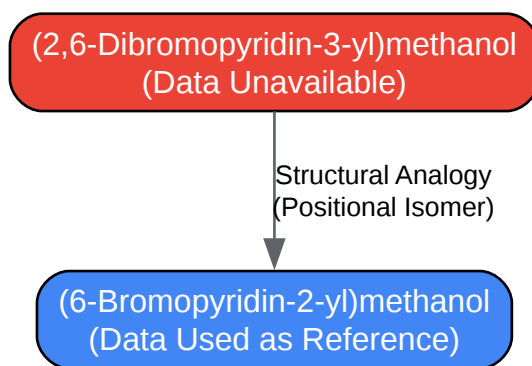 (2,6-Dibromopyridin-3-yl)methanol
(Data Unavailable)
Structural Analogy
(Positional Isomer)
(6-Bromopyridin-2-yl)methanol
(Data Used as Reference)